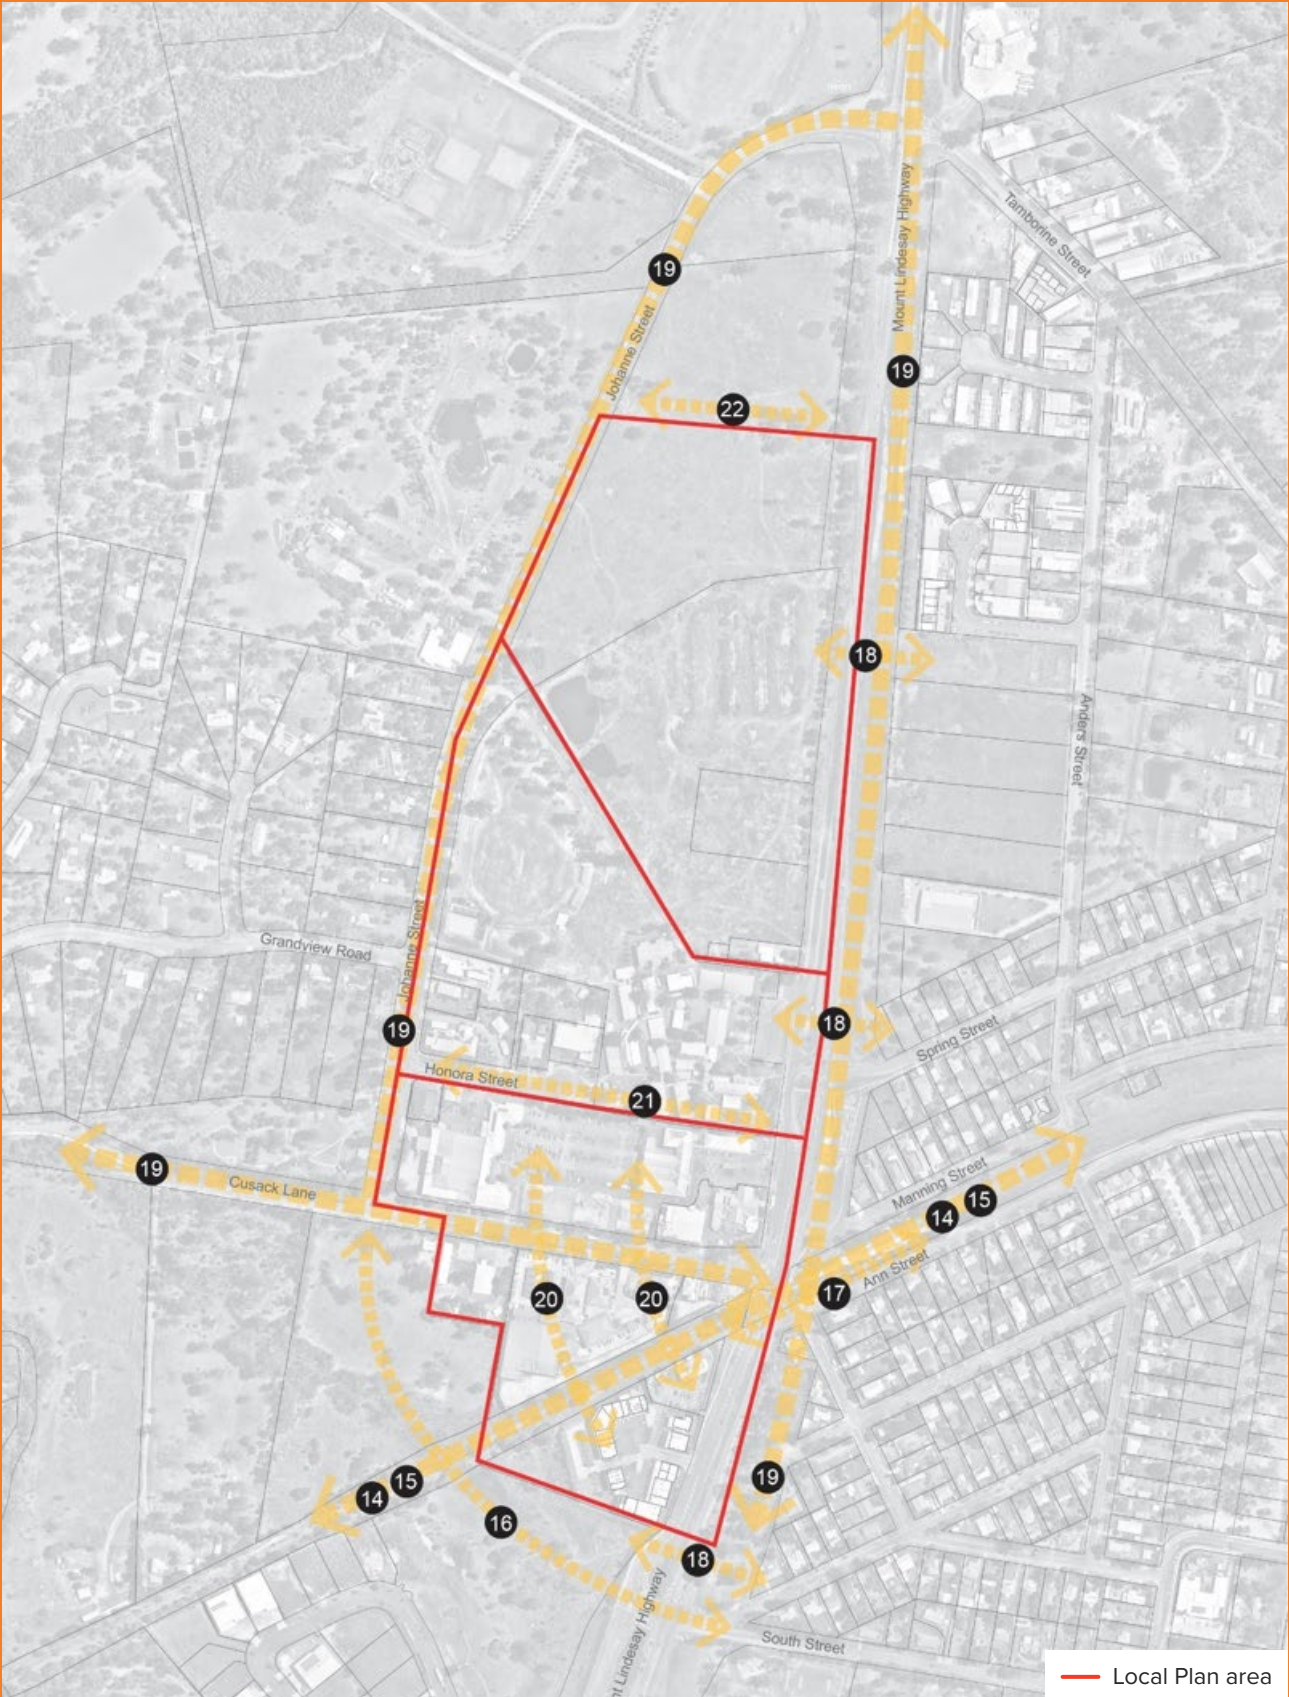 Mount Lindesay Highway
Tamborine Street
19
Johanne Street
19
22
18
Anders Street
Johanne Street
Grandview Road
18
Spring Street
19
Honora Street
21
Manning Street
19
Cusack Lane
15
14
Ann Street
20
20
17
19
15
14
16
18
nt Lindesay Highway
South Street
Local Plan area